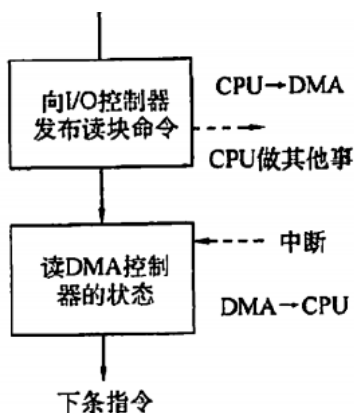 向I/O控制器
发布读块命令
CPU→DMA
CPU做其他事
读DMA控制
器的状态
中断
DMA→CPU
下条指令